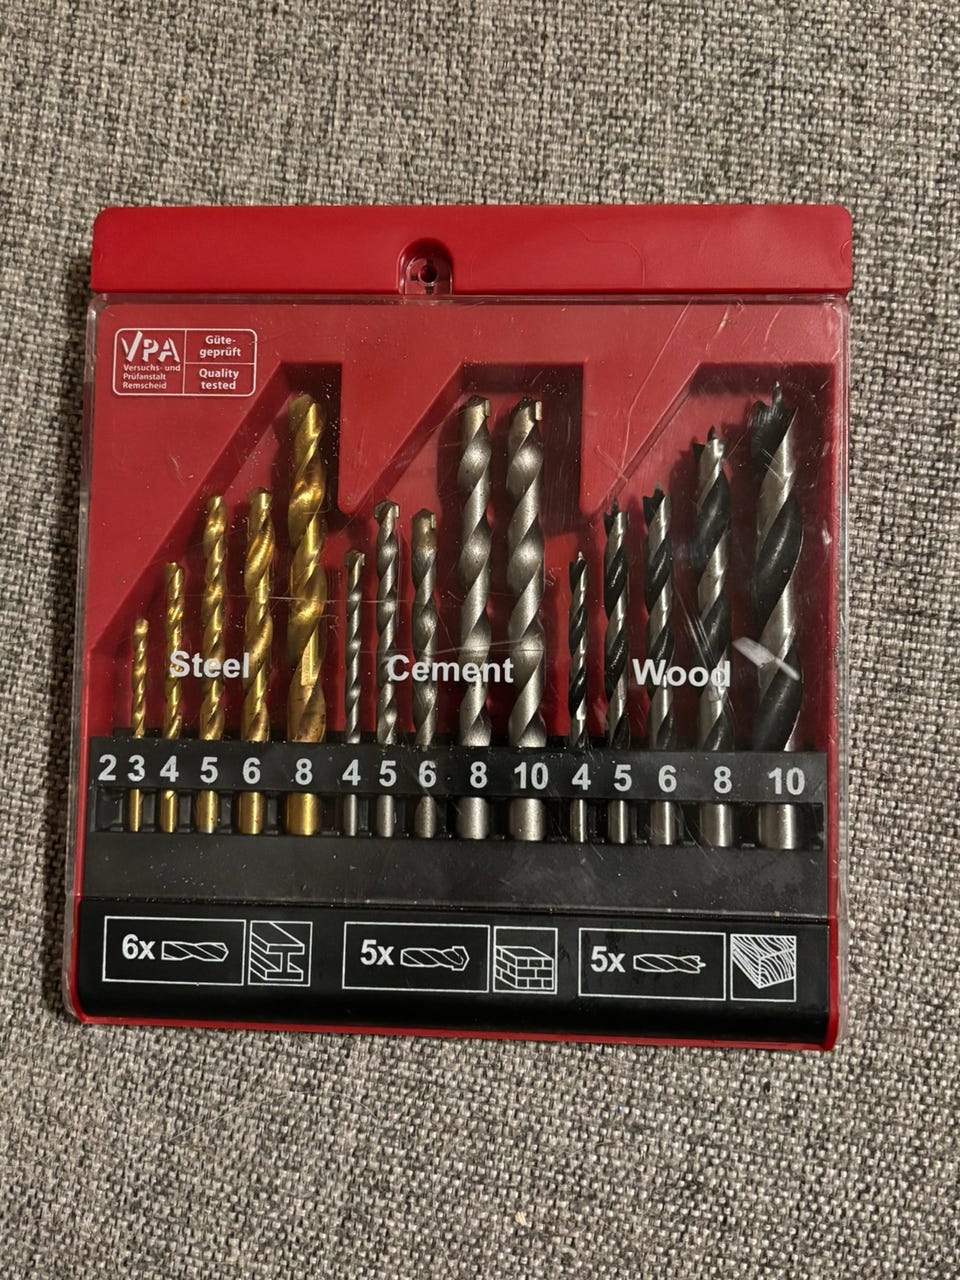 VPA
Versuchs- und
Prüfanstalt
Remscheid
Güte-
geprüft
Quality
tested
Steel Cement Wood
2 3 4 5 6 8 4 5 6 8 10 4 5 6 8 10
6x 5x 5x